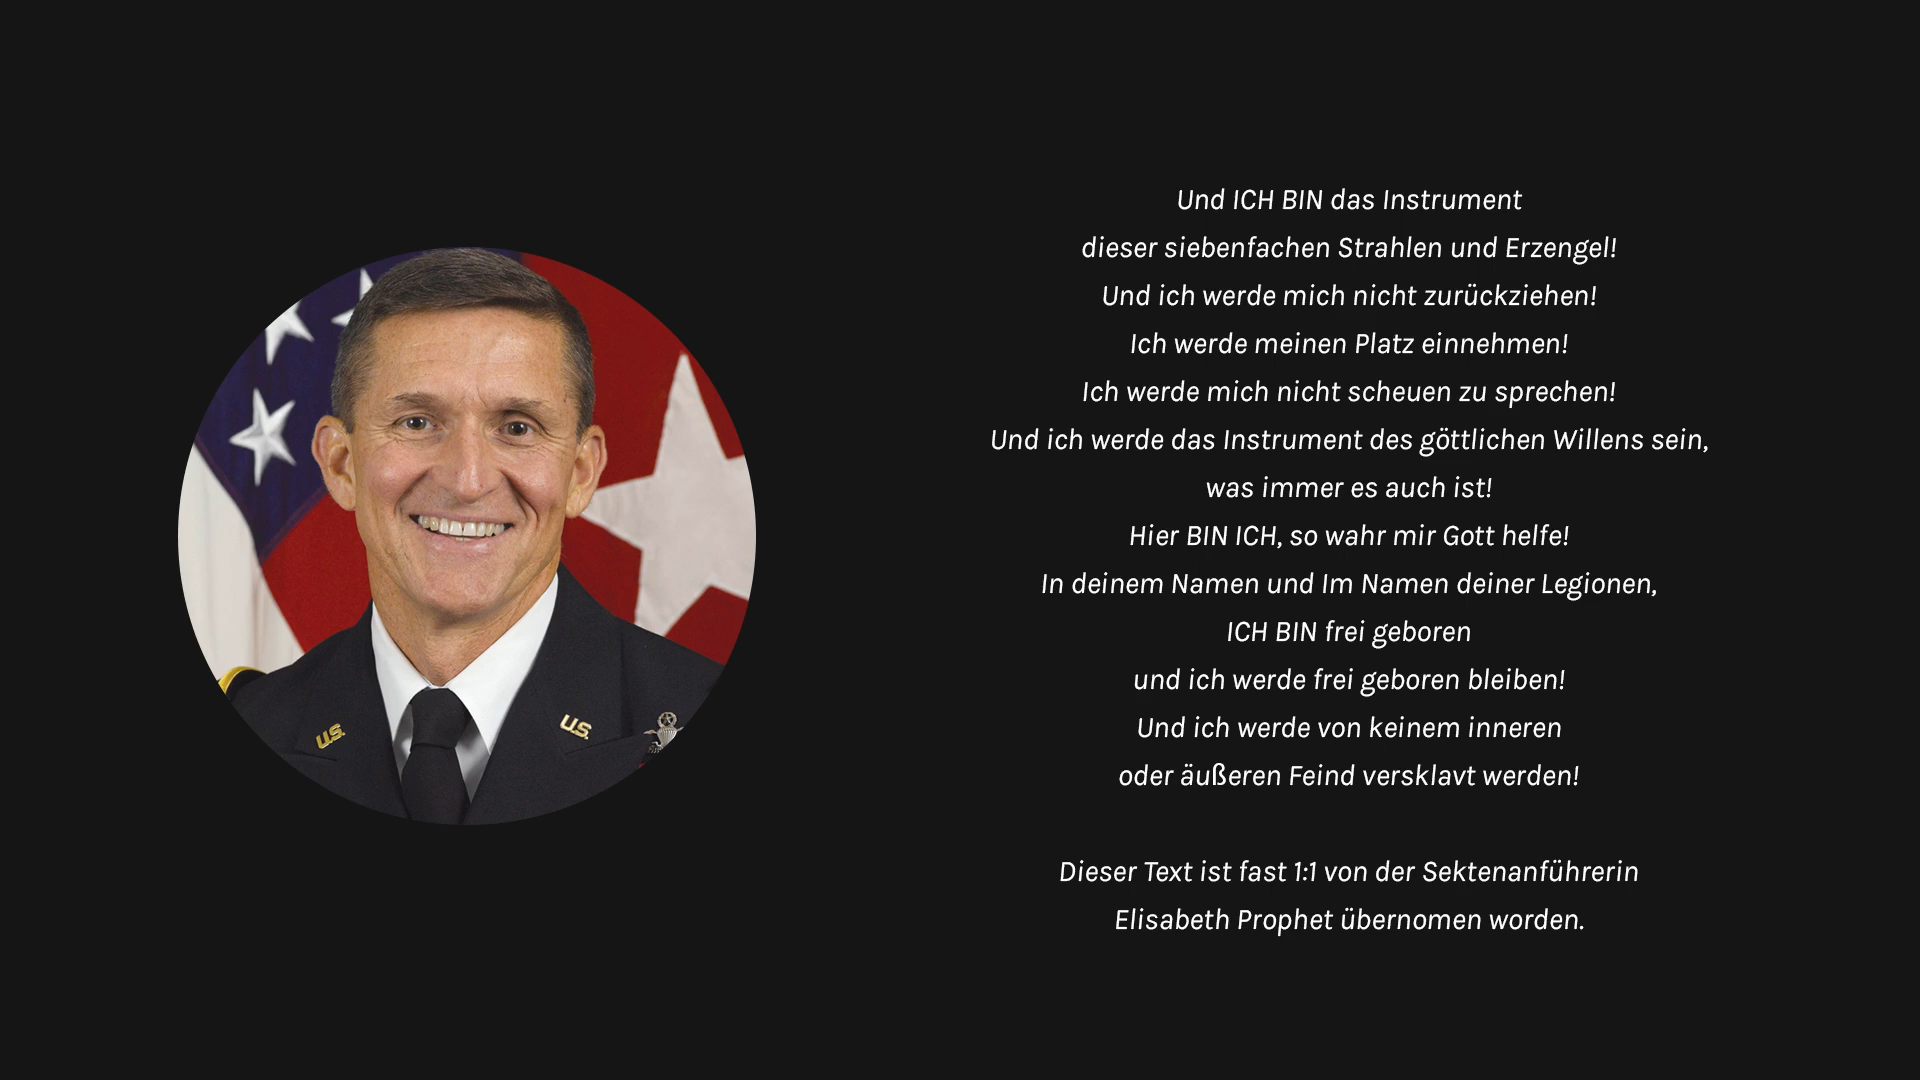 Und ICH BIN das Instrument
dieser siebenfachen Strahlen und Erzengel!
Und ich werde mich nicht zurückziehen!
Ich werde meinen Platz einnehmen!
Ich werde mich nicht scheuen zu sprechen!
Und ich werde das Instrument des göttlichen Willens sein,
was immer es auch ist!
Hier BIN ICH, so wahr mir Gott helfe!
In deinem Namen und Im Namen deiner Legionen,
ICH BIN frei geboren
und ich werde frei geboren bleiben!
Und ich werde von keinem inneren
oder äußeren Feind versklavt werden!
Dieser Text ist fast 1:1 von der Sektenanführerin
Elisabeth Prophet übernomen worden.
U.S.
U.S.